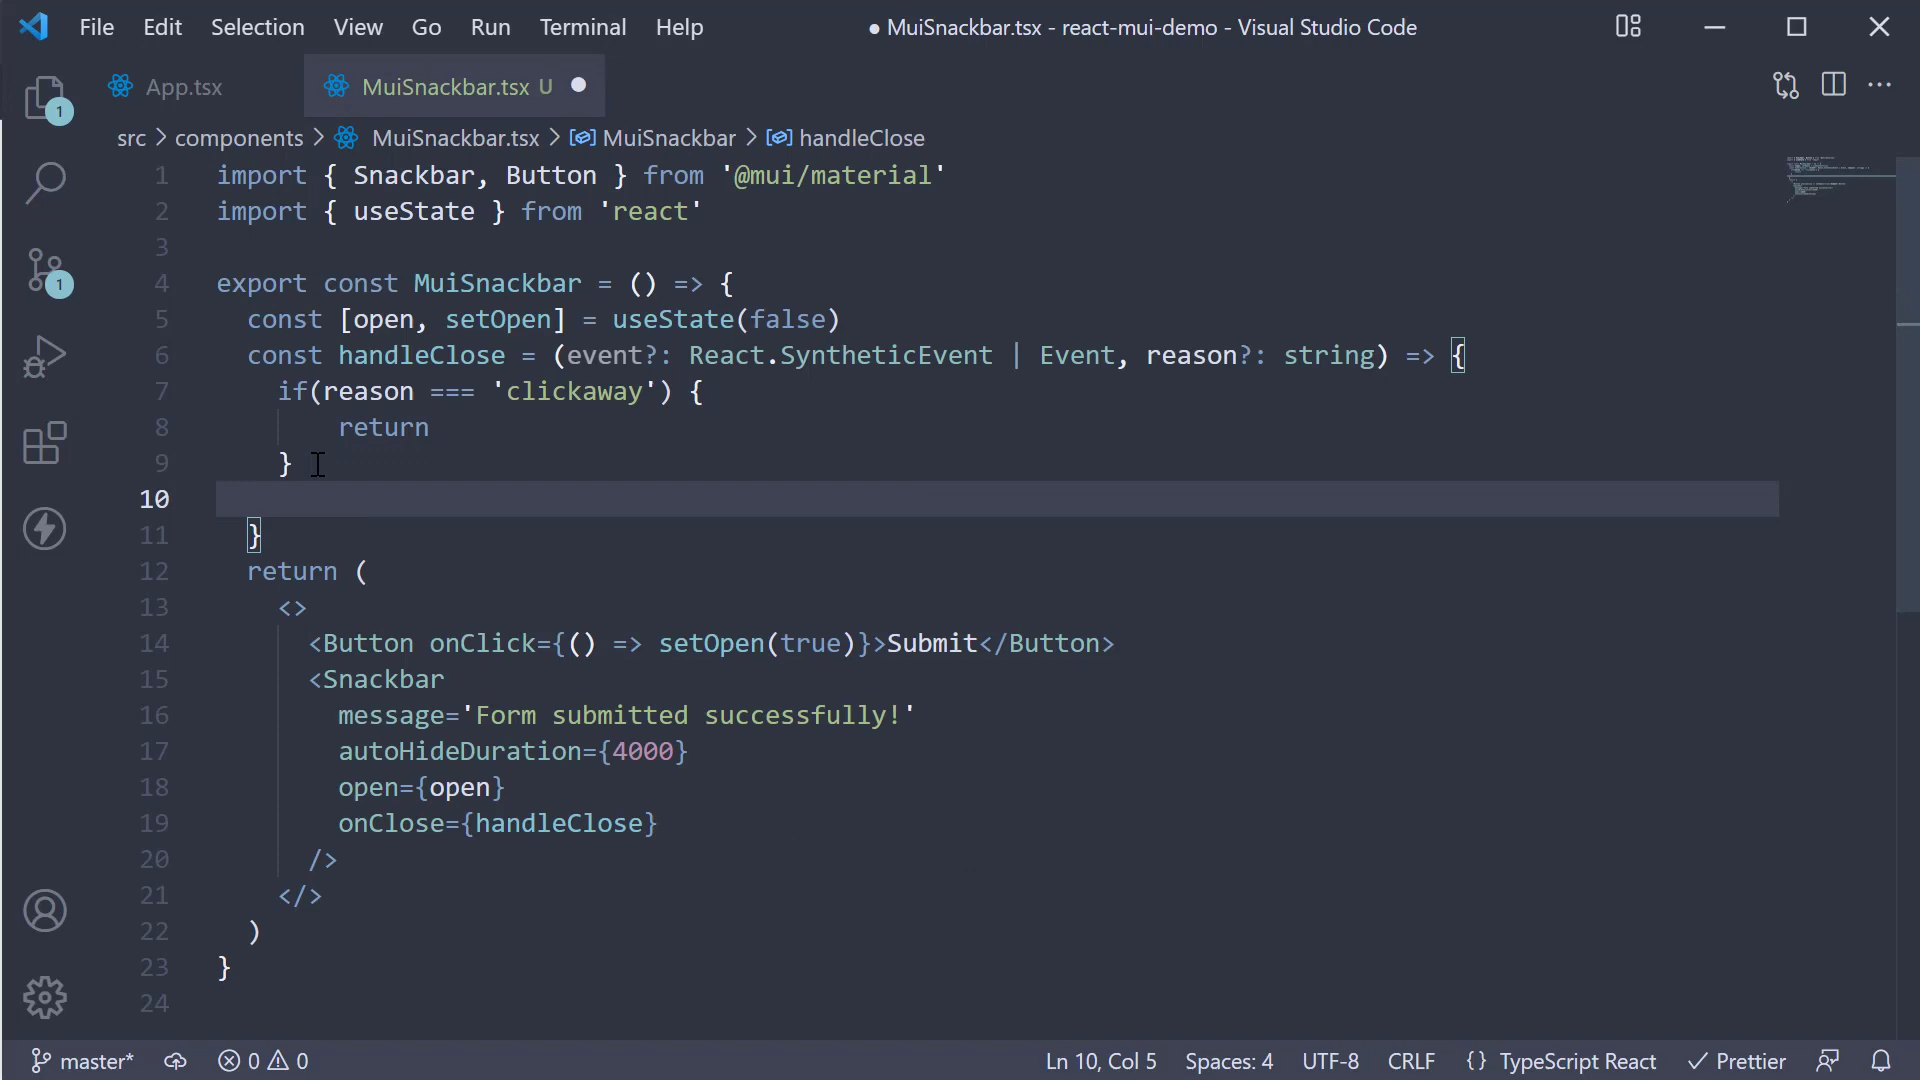 File Edit Selection View Go Run Terminal Help ● MuiSnackbar.tsx - react-mui-demo - Visual Studio Code
App.tsx MuiSnackbar.tsx U ●
src > components > MuiSnackbar.tsx > MuiSnackbar > handleClose
1 import { Snackbar, Button } from '@mui/material'
2 import { useState } from 'react'
3
4 export const MuiSnackbar = () => {
5 const [open, setOpen] = useState(false)
6 const handleClose = (event?: React.SyntheticEvent | Event, reason?: string) => {
7 if(reason === 'clickaway') {
8 return
9 }
10
11 }
12 return (
13 <>
14 <Button onClick={() => setOpen(true)}>Submit</Button>
15 <Snackbar
16 message='Form submitted successfully!'
17 autoHideDuration={4000}
18 open={open}
19 onClose={handleClose}
20 />
21 </>
22 )
23 }
24
1
1
master* 0 0 Ln 10, Col 5 Spaces: 4 UTF-8 CRLF {} TypeScript React ✓ Prettier